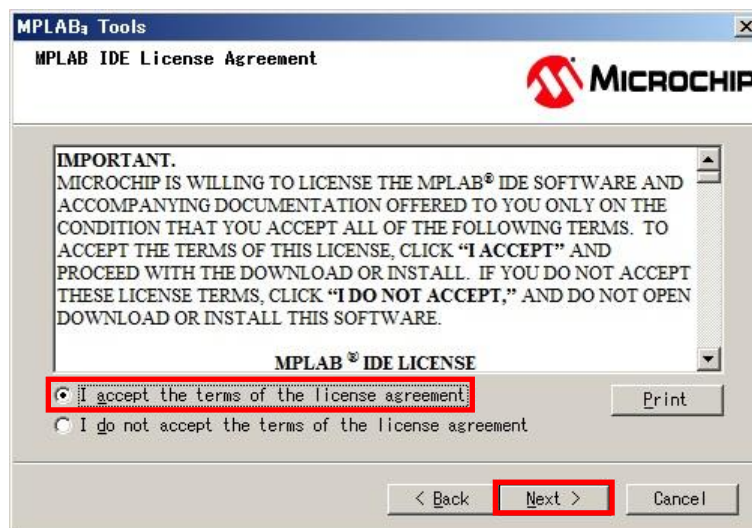 MPLAB® Tools
MPLAB IDE License Agreement
MICROCHIP
IMPORTANT.
MICROCHIP IS WILLING TO LICENSE THE MPLAB® IDE SOFTWARE AND
ACCOMPANYING DOCUMENTATION OFFERED TO YOU ONLY ON THE
CONDITION THAT YOU ACCEPT ALL OF THE FOLLOWING TERMS. TO
ACCEPT THE TERMS OF THIS LICENSE, CLICK “I ACCEPT” AND
PROCEED WITH THE DOWNLOAD OR INSTALL. IF YOU DO NOT ACCEPT
THESE LICENSE TERMS, CLICK “I DO NOT ACCEPT,” AND DO NOT OPEN
DOWNLOAD OR INSTALL THIS SOFTWARE.
MPLAB ® IDE LICENSE
I accept the terms of the license agreement
Print
I do not accept the terms of the license agreement
< Back Next > Cancel